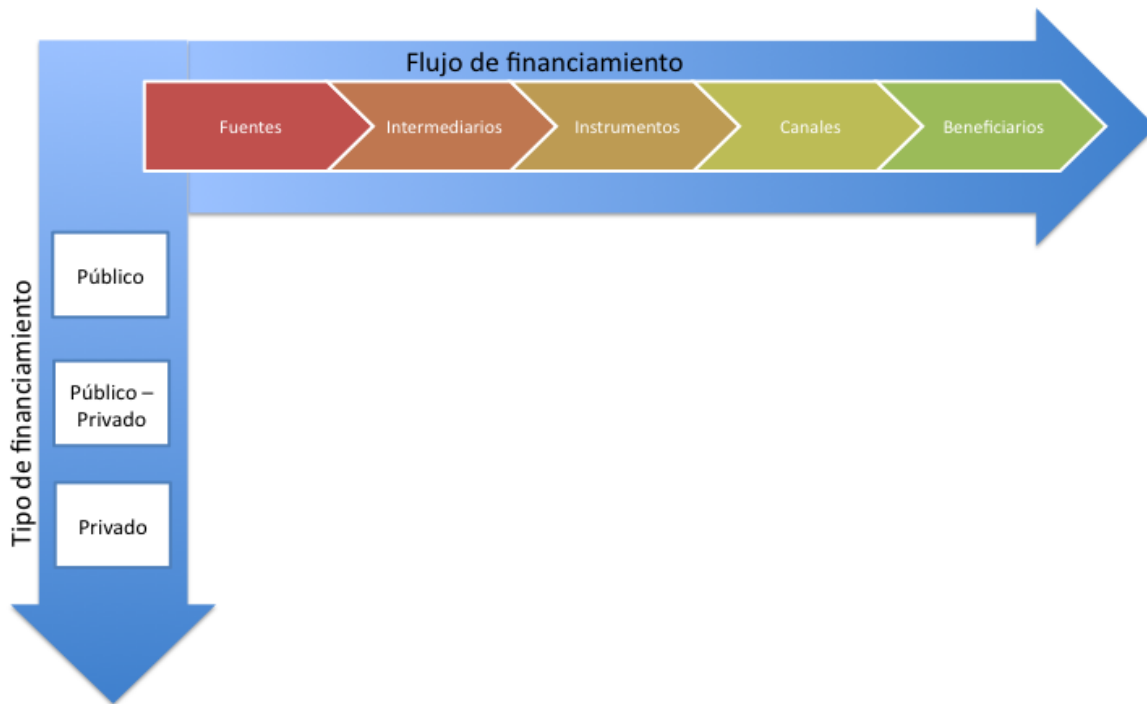 Flujo de financiamiento
Fuentes
Intermediarios
Instrumentos
Canales
Beneficiarios
Tipo de financiamiento
Público
Público –
Privado
Privado